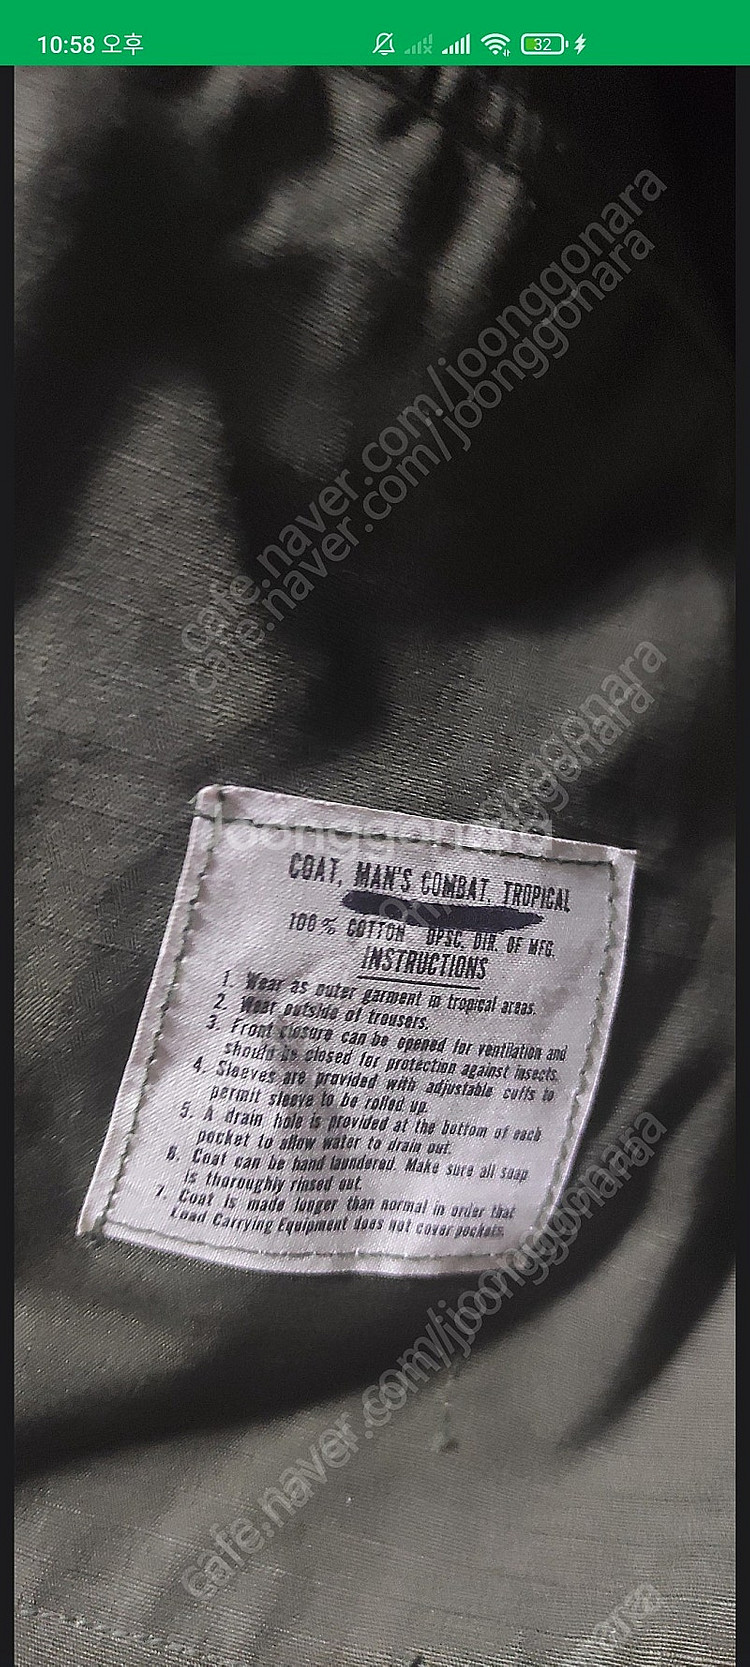 10:58 오후
32
cafe.naver.com/joonggonara
cafe.naver.com/joonggonara
joonggonara
COAT, MAN'S COMBAT, TROPICAL
100% COTTON DPSC, DIR. OF MFG.
INSTRUCTIONS
1. Wear as outer garment in tropical areas.
2. Wear outside of trousers.
3. Front closure can be opened for ventilation and
should be closed for protection against insects.
4. Sleeves are provided with adjustable cuffs to
permit sleeve to be rolled up.
5. A drain hole is provided at the bottom of each
pocket to allow water to drain out.
6. Coat can be hand laundered. Make sure all soap
is thoroughly rinsed out.
7. Coat is made longer than normal in order that
Load Carrying Equipment does not cover pockets.
cafe.naver.com/joonggonara